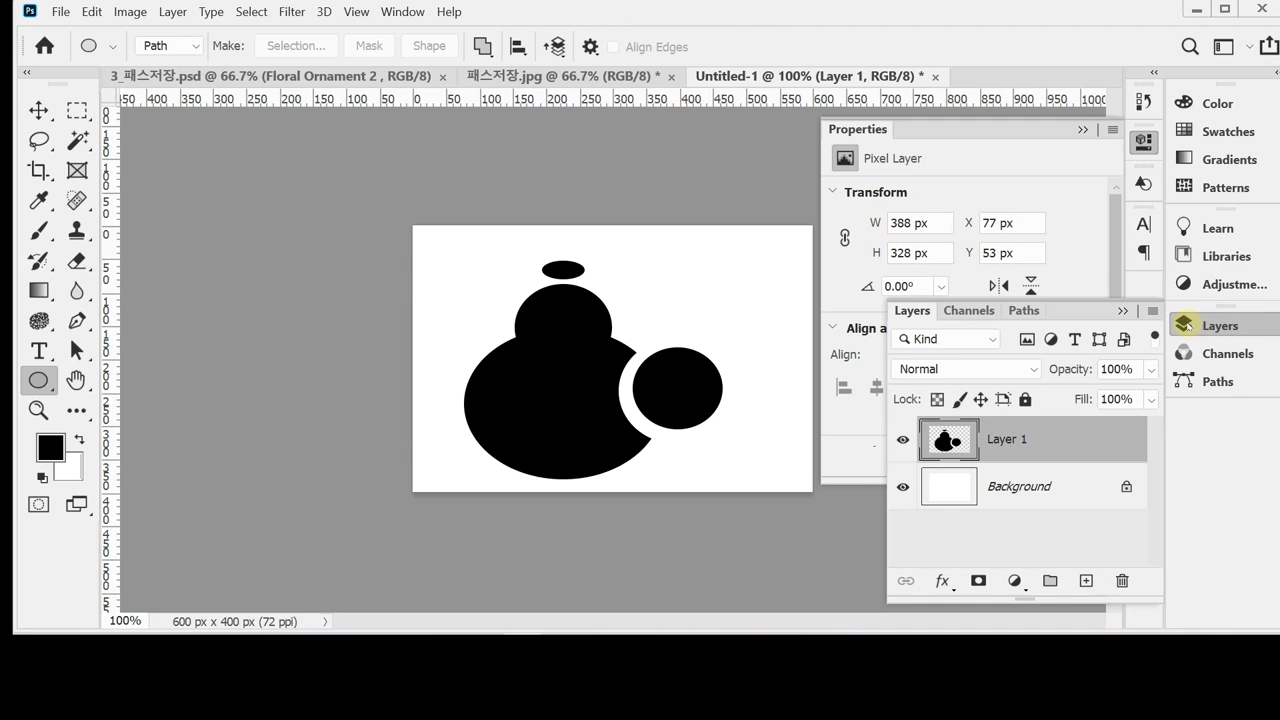 Ps File Edit Image Layer Type Select Filter 3D View Window Help
Path Make: Selection... Mask Shape Align Edges
3_패스저장.psd @ 66.7% (Floral Ornament 2 , RGB/8) × 패스저장.jpg @ 66.7% (RGB/8) * × Untitled-1 @ 100% (Layer 1, RGB/8) * ×
450 400 350 300 250 200 150 100 50 0 50 100 150 200 250 300 350 400 450 500 550 600 650 700 750 800 850 900 950 1000
Properties
Pixel Layer
Transform
W 388 px X 77 px
H 328 px Y 53 px
0.00°
Align a
Align:
Color
Swatches
Gradients
Patterns
Learn
Libraries
Adjustme...
Layers
Channels
Paths
Layers Channels Paths
Kind
Normal Opacity: 100%
Lock: Fill: 100%
Layer 1
Background
fx
100% 600 px x 400 px (72 ppi)